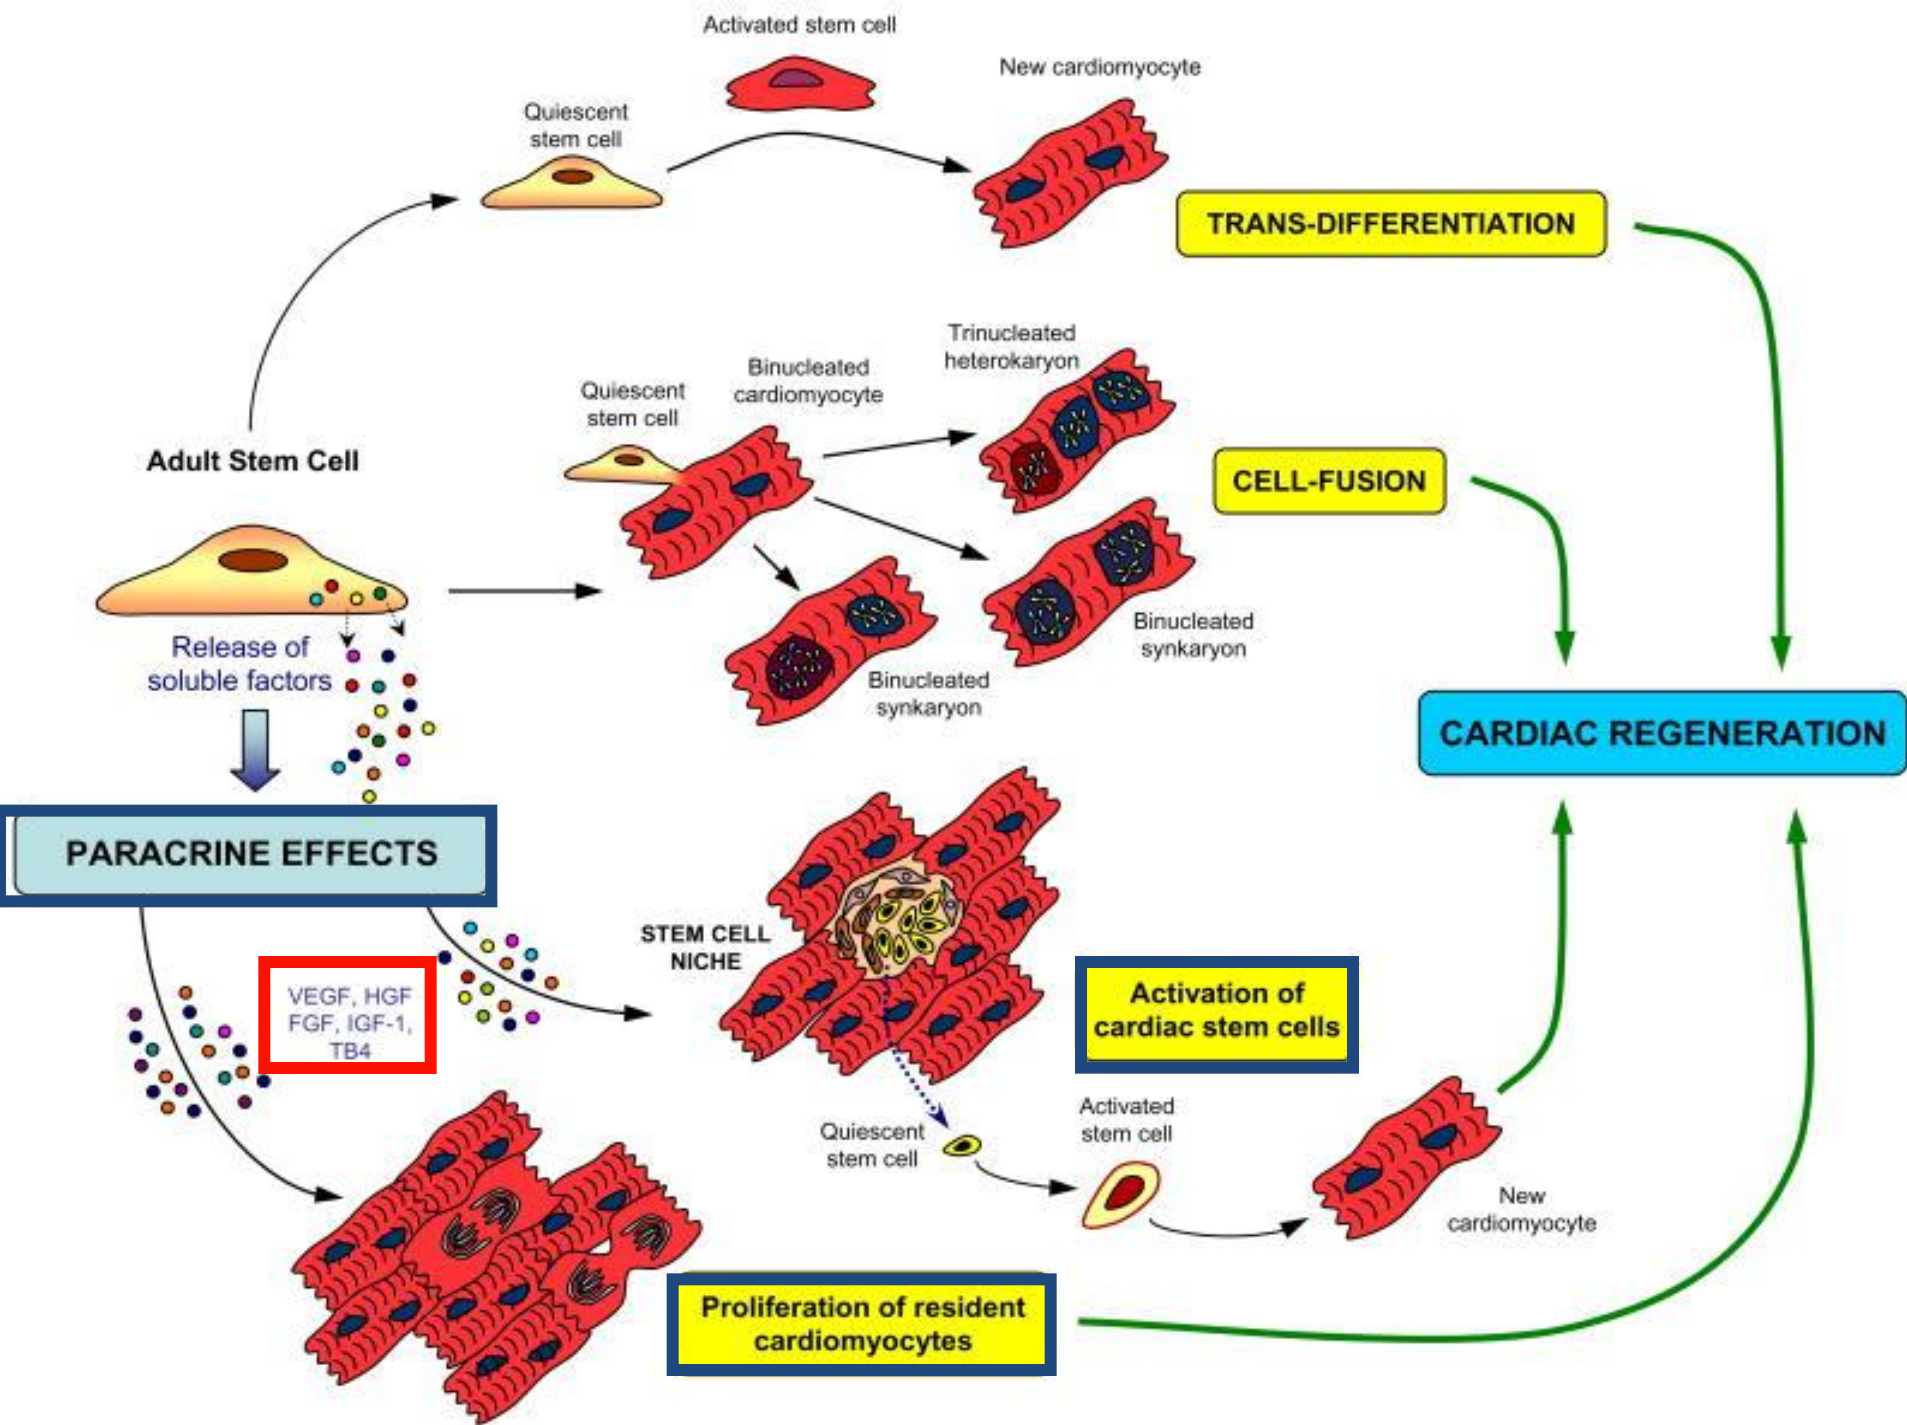 Activated stem cell
New cardiomyocyte
Quiescent
stem cell
TRANS-DIFFERENTIATION
Trinucleated
heterokaryon
Binucleated
cardiomyocyte
Quiescent
stem cell
CELL-FUSION
Adult Stem Cell
Binucleated
synkaryon
Binucleated
synkaryon
Release of
soluble factors
CARDIAC REGENERATION
PARACRINE EFFECTS
STEM CELL
NICHE
VEGF, HGF
FGF, IGF-1,
TB4
Activation of
cardiac stem cells
Quiescent
stem cell
Activated
stem cell
New
cardiomyocyte
Proliferation of resident
cardiomyocytes